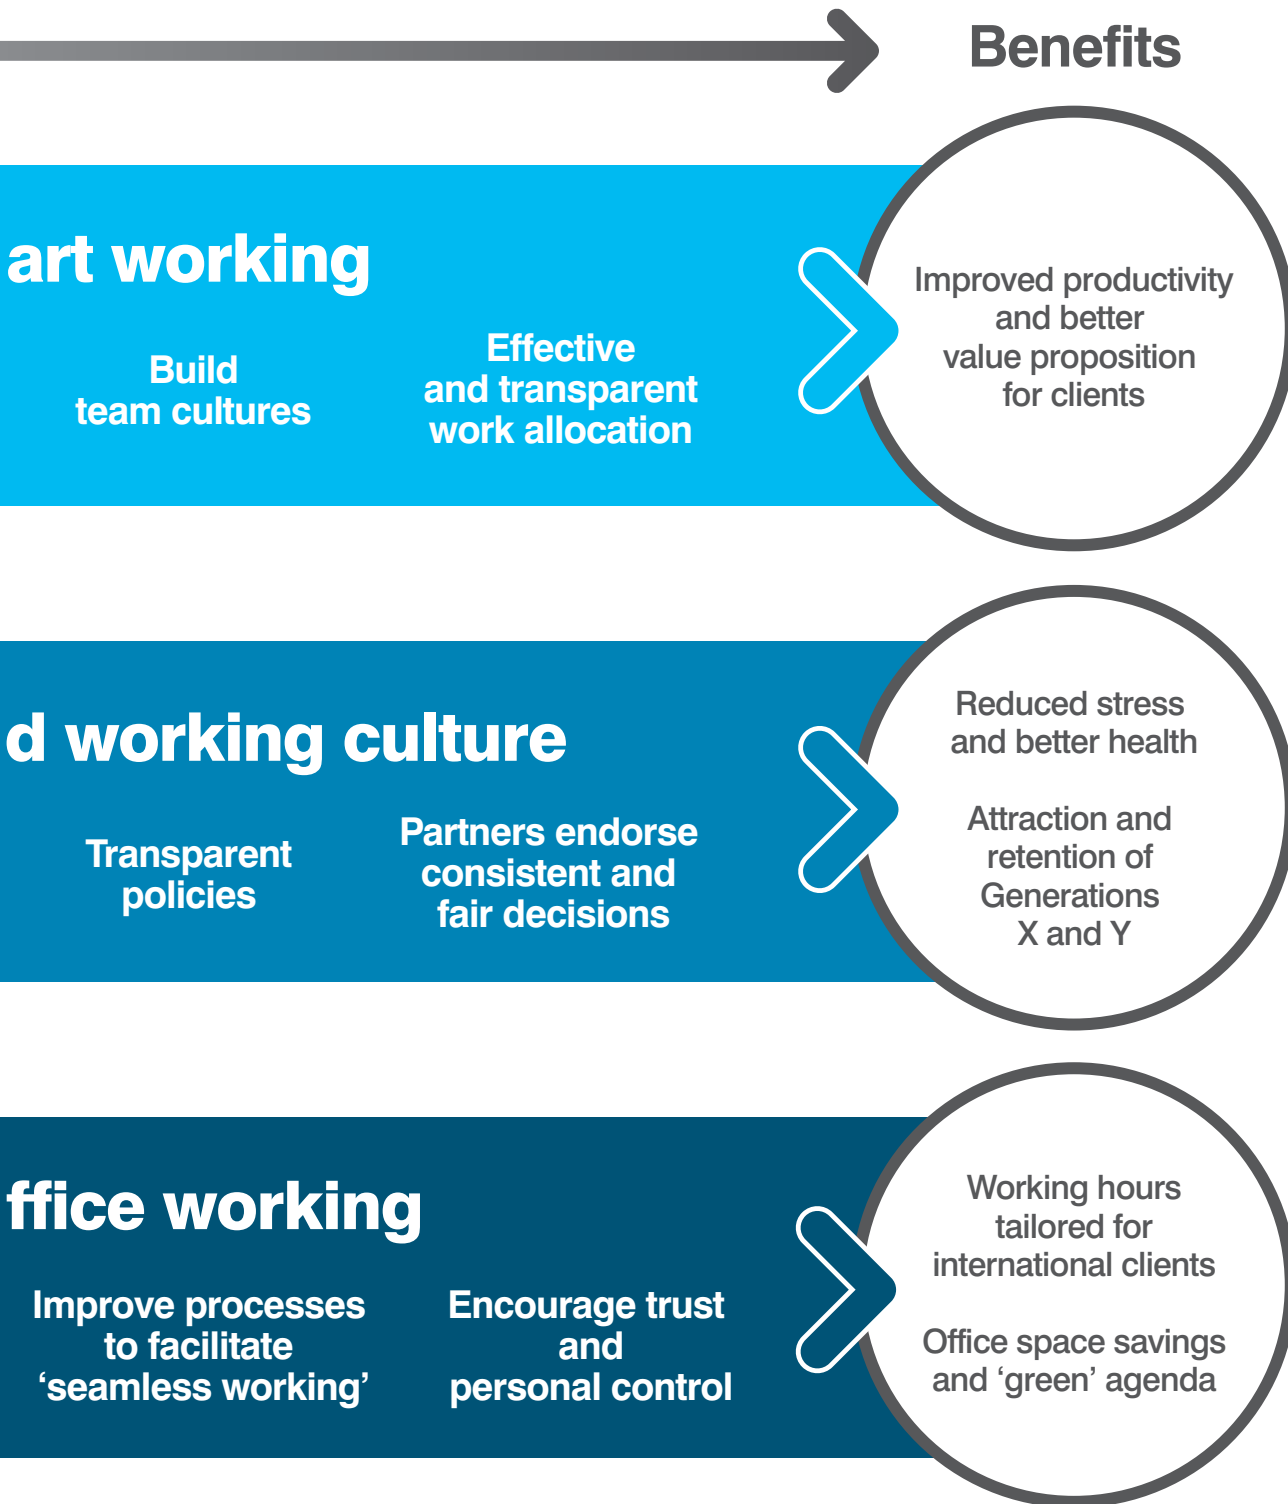 Benefits
art working
Build
team cultures
Effective
and transparent
work allocation
Improved productivity
and better
value proposition
for clients
d working culture
Transparent
policies
Partners endorse
consistent and
fair decisions
Reduced stress
and better health
Attraction and
retention of
Generations
X and Y
ffice working
Improve processes
to facilitate
‘seamless working’
Encourage trust
and
personal control
Working hours
tailored for
international clients
Office space savings
and ‘green’ agenda